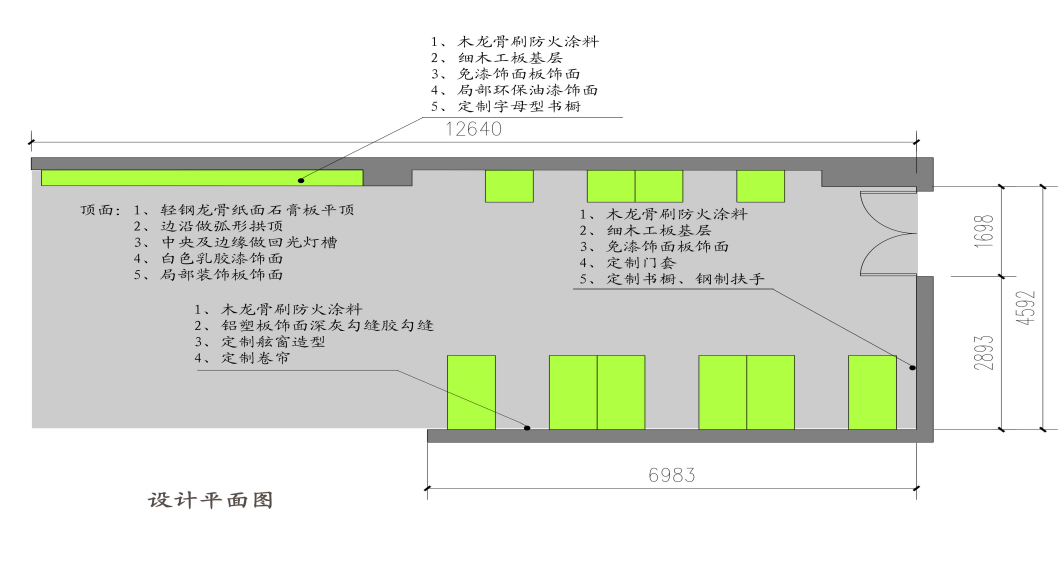 1、木龙骨刷防火涂料
2、细木工板基层
3、免漆饰面板饰面
4、局部环保油漆饰面
5、定制字母型书橱
12640
顶面：1、轻钢龙骨纸面石膏板平顶
2、边沿做弧形拱顶
3、中央及边缘做回光灯槽
4、白色乳胶漆饰面
5、局部装饰板饰面
1、木龙骨刷防火涂料
2、细木工板基层
3、免漆饰面板饰面
4、定制门套
5、定制书橱、钢制扶手
1698
4592
2893
1、木龙骨刷防火涂料
2、铝塑板饰面深灰勾缝胶勾缝
3、定制舷窗造型
4、定制卷帘
6983
设计平面图